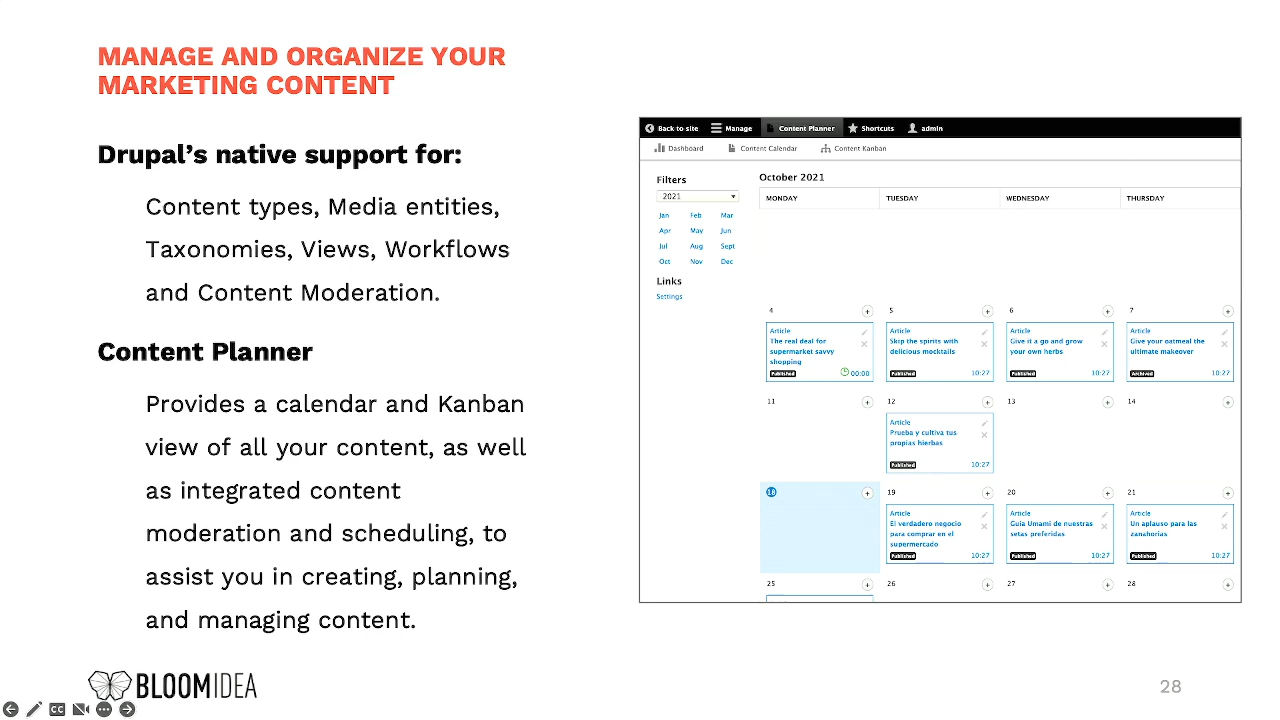 MANAGE AND ORGANIZE YOUR
MARKETING CONTENT
Drupal’s native support for:
Content types, Media entities,
Taxonomies, Views, Workflows
and Content Moderation.
Content Planner
Provides a calendar and Kanban
view of all your content, as well
as integrated content
moderation and scheduling, to
assist you in creating, planning,
and managing content.
Back to site Manage Content Planner Shortcuts admin
Dashboard Content Calendar Content Kanban
Filters
2021
Jan Feb Mar
Apr May Jun
Jul Aug Sept
Oct Nov Dec
Links
Settings
October 2021
MONDAY TUESDAY WEDNESDAY THURSDAY
4 5 6 7
Article
The real deal for
supermarket savvy
shopping
Published 00:00
Article
Skip the spirits with
delicious mocktails
Published 10:27
Article
Give it a go and grow
your own herbs
Published 10:27
Article
Give your oatmeal the
ultimate makeover
Archived 10:27
11 12 13 14
Article
Prueba y cultiva tus
propias hierbas
Published 10:27
18 19 20 21
Article
El verdadero negocio
para comprar en el
supermercado
Published 10:27
Article
Guia Umami de nuestras
setas preferidas
Published 10:27
Article
Un aplauso para las
zanahorias
Published 10:27
25 26 27 28
BLOOMIDEA
28
CC